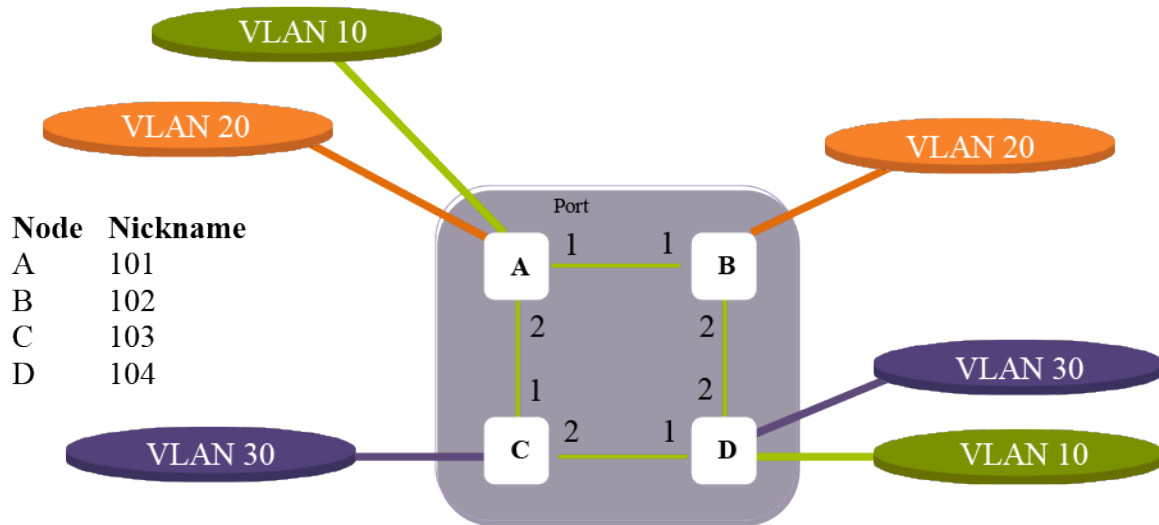 VLAN 10
VLAN 20
VLAN 20
Port
Node Nickname
A 101
B 102
C 103
D 104
1 1
A B
2 2
VLAN 30
1 2
2 1
C D
VLAN 30
VLAN 10